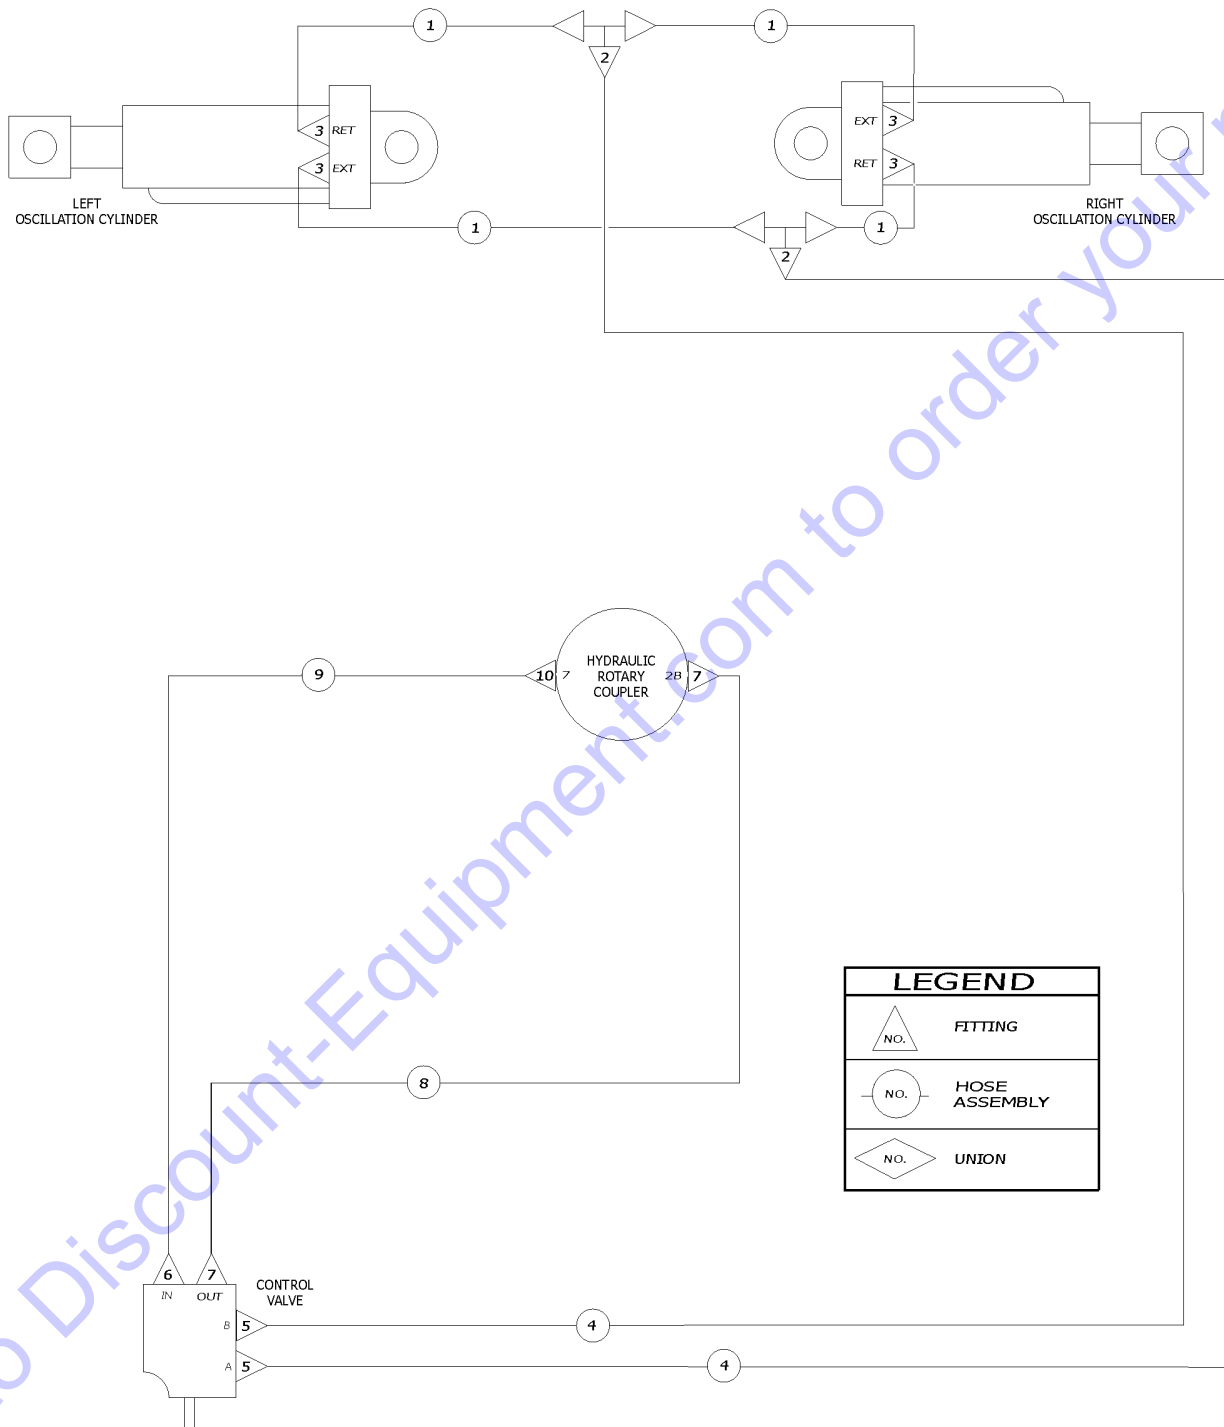 1
1
2
3 RET
3 EXT
EXT 3
RET 3
LEFT
OSCILLATION CYLINDER
RIGHT
OSCILLATION CYLINDER
1
1
2
9
10 7
HYDRAULIC
ROTARY
COUPLER
2B 7
8
LEGEND
NO. FITTING
NO. HOSE
ASSEMBLY
NO. UNION
6
7
IN
OUT
CONTROL
VALVE
B 5
4
A 5
4
to Discount-Equipment.com to order your